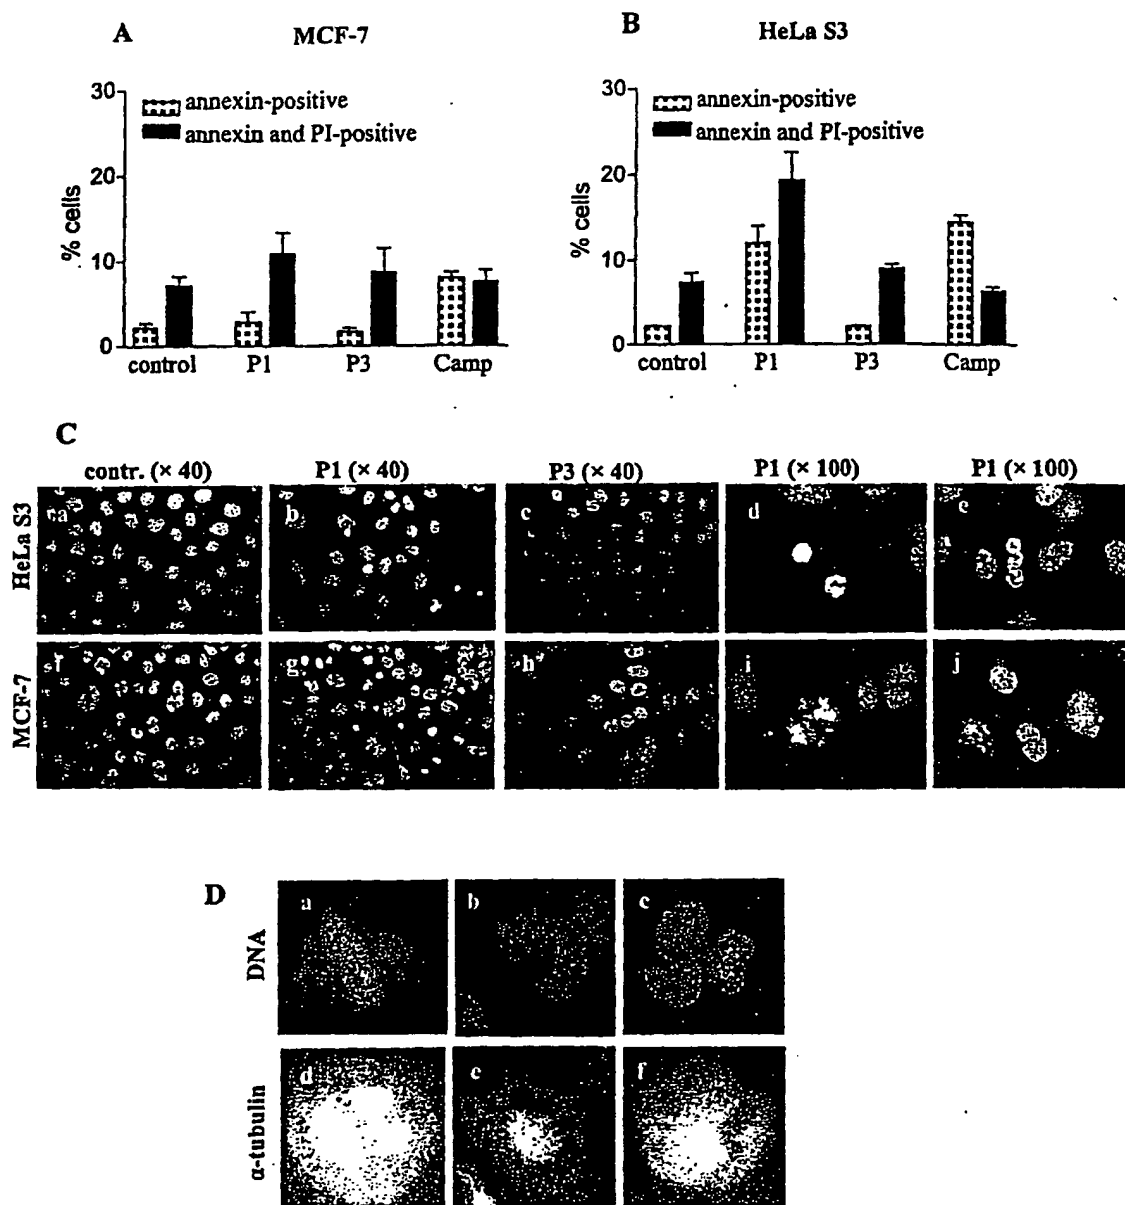 A
MCF-7
30
20
10
0
% cells
annexin-positive
annexin and PI-positive
control P1 P3 Camp
B
HeLa S3
30
20
10
0
% cells
annexin-positive
annexin and PI-positive
control P1 P3 Camp
C
contr. (× 40) P1 (× 40) P3 (× 40) P1 (× 100) P1 (× 100)
HeLa S3
a b c d e
MCF-7
f g h i j
D
DNA
a b c
α-tubulin
d e f